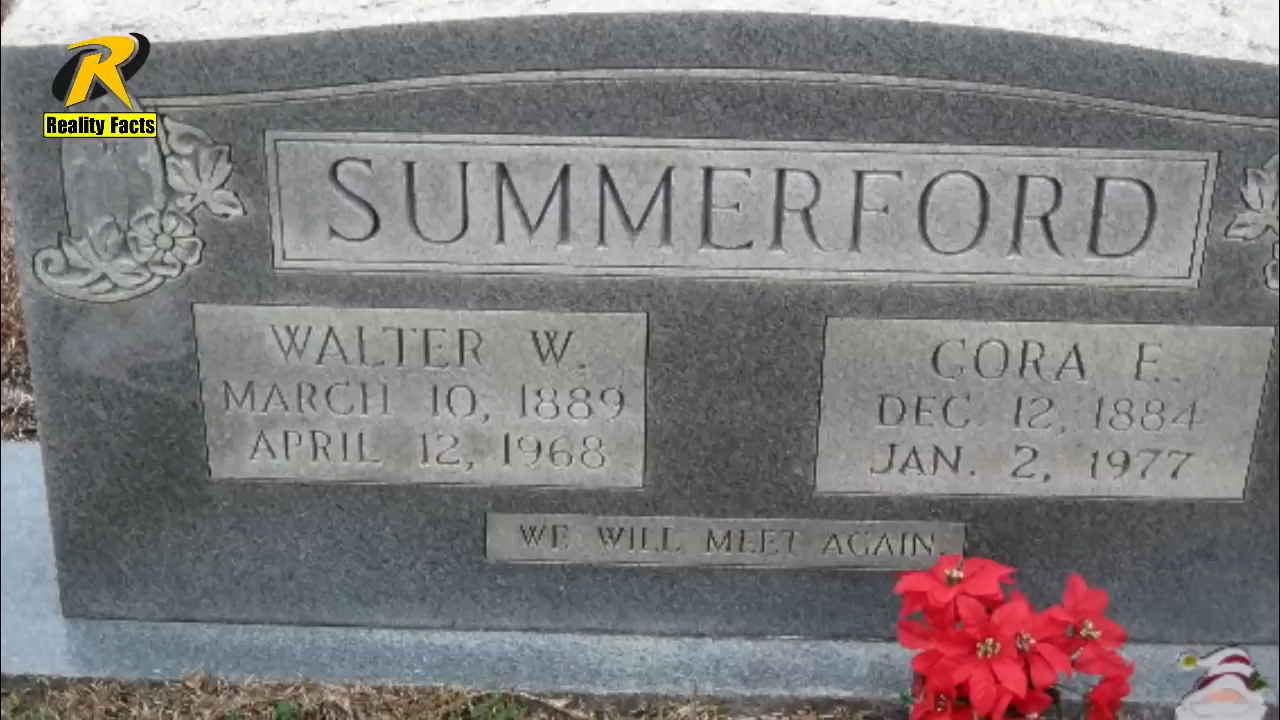 R
Reality Facts
SUMMERFORD
WALTER W.
MARCH 10, 1889
APRIL 12, 1968
CORA E.
DEC. 12, 1884
JAN. 2, 1977
WE WILL MEET AGAIN.